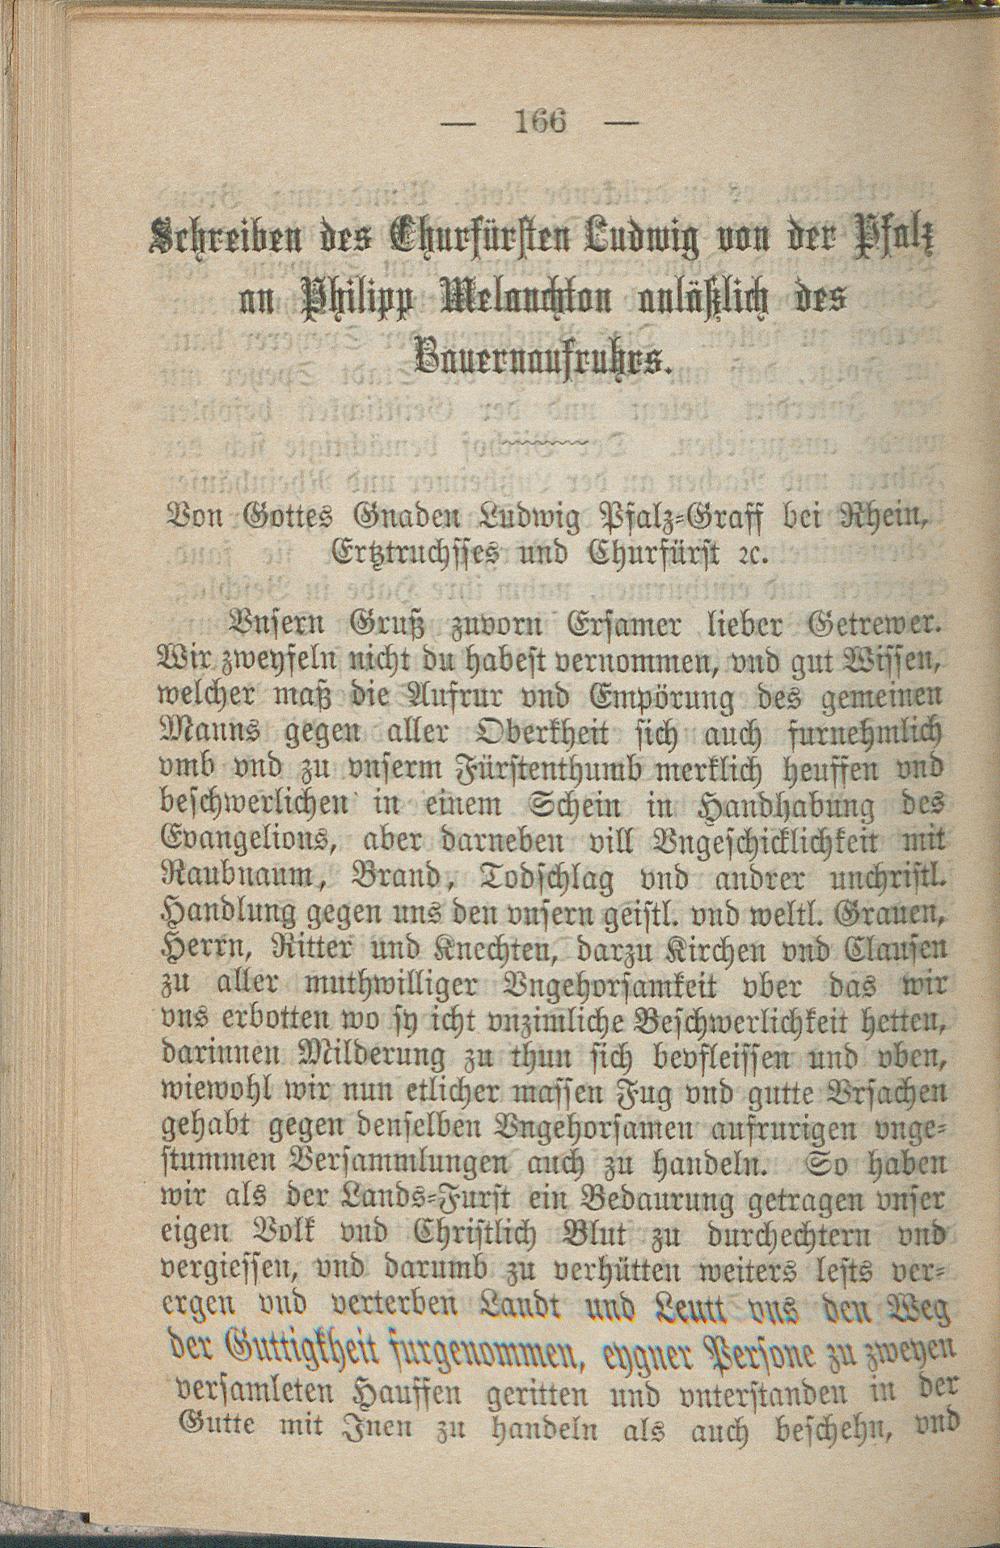 — 166 —
Schreiben des Churfürsten Ludwig von der Pfalz
an Philipp Melanchton anläßlich des
Bauernaufruhrs.
Von Gottes Gnaden Ludwig Pfalz-Graff bei Rhein,
Ertztruchsses und Churfürst ꝛc.
Vnsern Gruß zuvorn Ersamer lieber Getrewer.
Wir zweyfeln nicht du habest vernommen, vnd gut Wissen,
welcher maß die Aufrur vnd Empörung des gemeinen
Manns gegen aller Oberkheit sich auch furnehmlich
vmb vnd zu vnserm Fürstenthumb merklich heuffen vnd
beschwerlichen in einem Schein in Handhabung des
Evangelions, aber darneben vill Vngeschicklichkeit mit
Raubnaum, Brand, Todschlag vnd andrer unchristl.
Handlung gegen uns den vnsern geistl. vnd weltl. Grauen,
Herrn, Ritter und Knechten, darzu Kirchen vnd Clausen
zu aller muthwilliger Vngehorsamkeit vber das wir
vns erbotten wo sy icht vnzimliche Beschwerlichkeit hetten,
darinnen Milderung zu thun sich bevfleissen und vben,
wiewohl wir nun etlicher massen Fug vnd gutte Vrsachen
gehabt gegen denselben Vngehorsamen aufrurigen vnge-
stummen Versammlungen auch zu handeln. So haben
wir als der Lands-Furst ein Bedaurung getragen vnser
eigen Volk vnd Christlich Blut zu durchechtern vnd
vergiessen, vnd darumb zu verhütten weiters lests ver-
ergen vnd verterben Landt und Leutt vns den Weg
der Guttigkheit furgenommen, eygner Persone zu zweyen
versamleten Hauffen geritten und vnterstanden in der
Gutte mit Inen zu handeln als auch beschehn, vnd